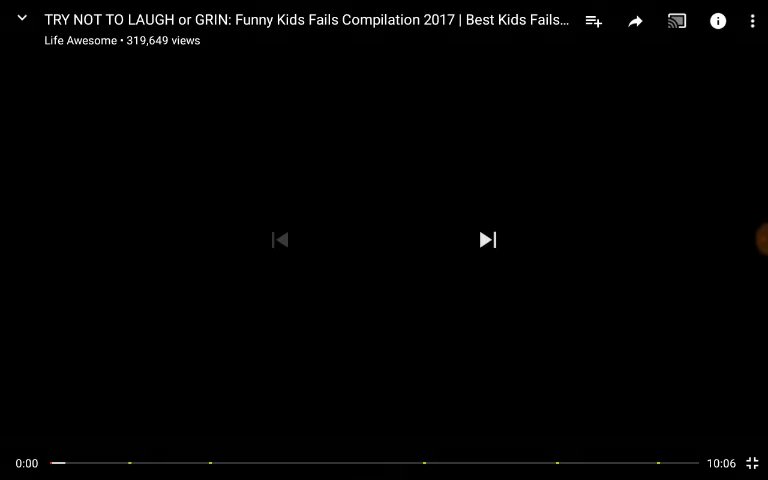 TRY NOT TO LAUGH or GRIN: Funny Kids Fails Compilation 2017 | Best Kids Fails...
Life Awesome • 319,649 views
0:00
10:06